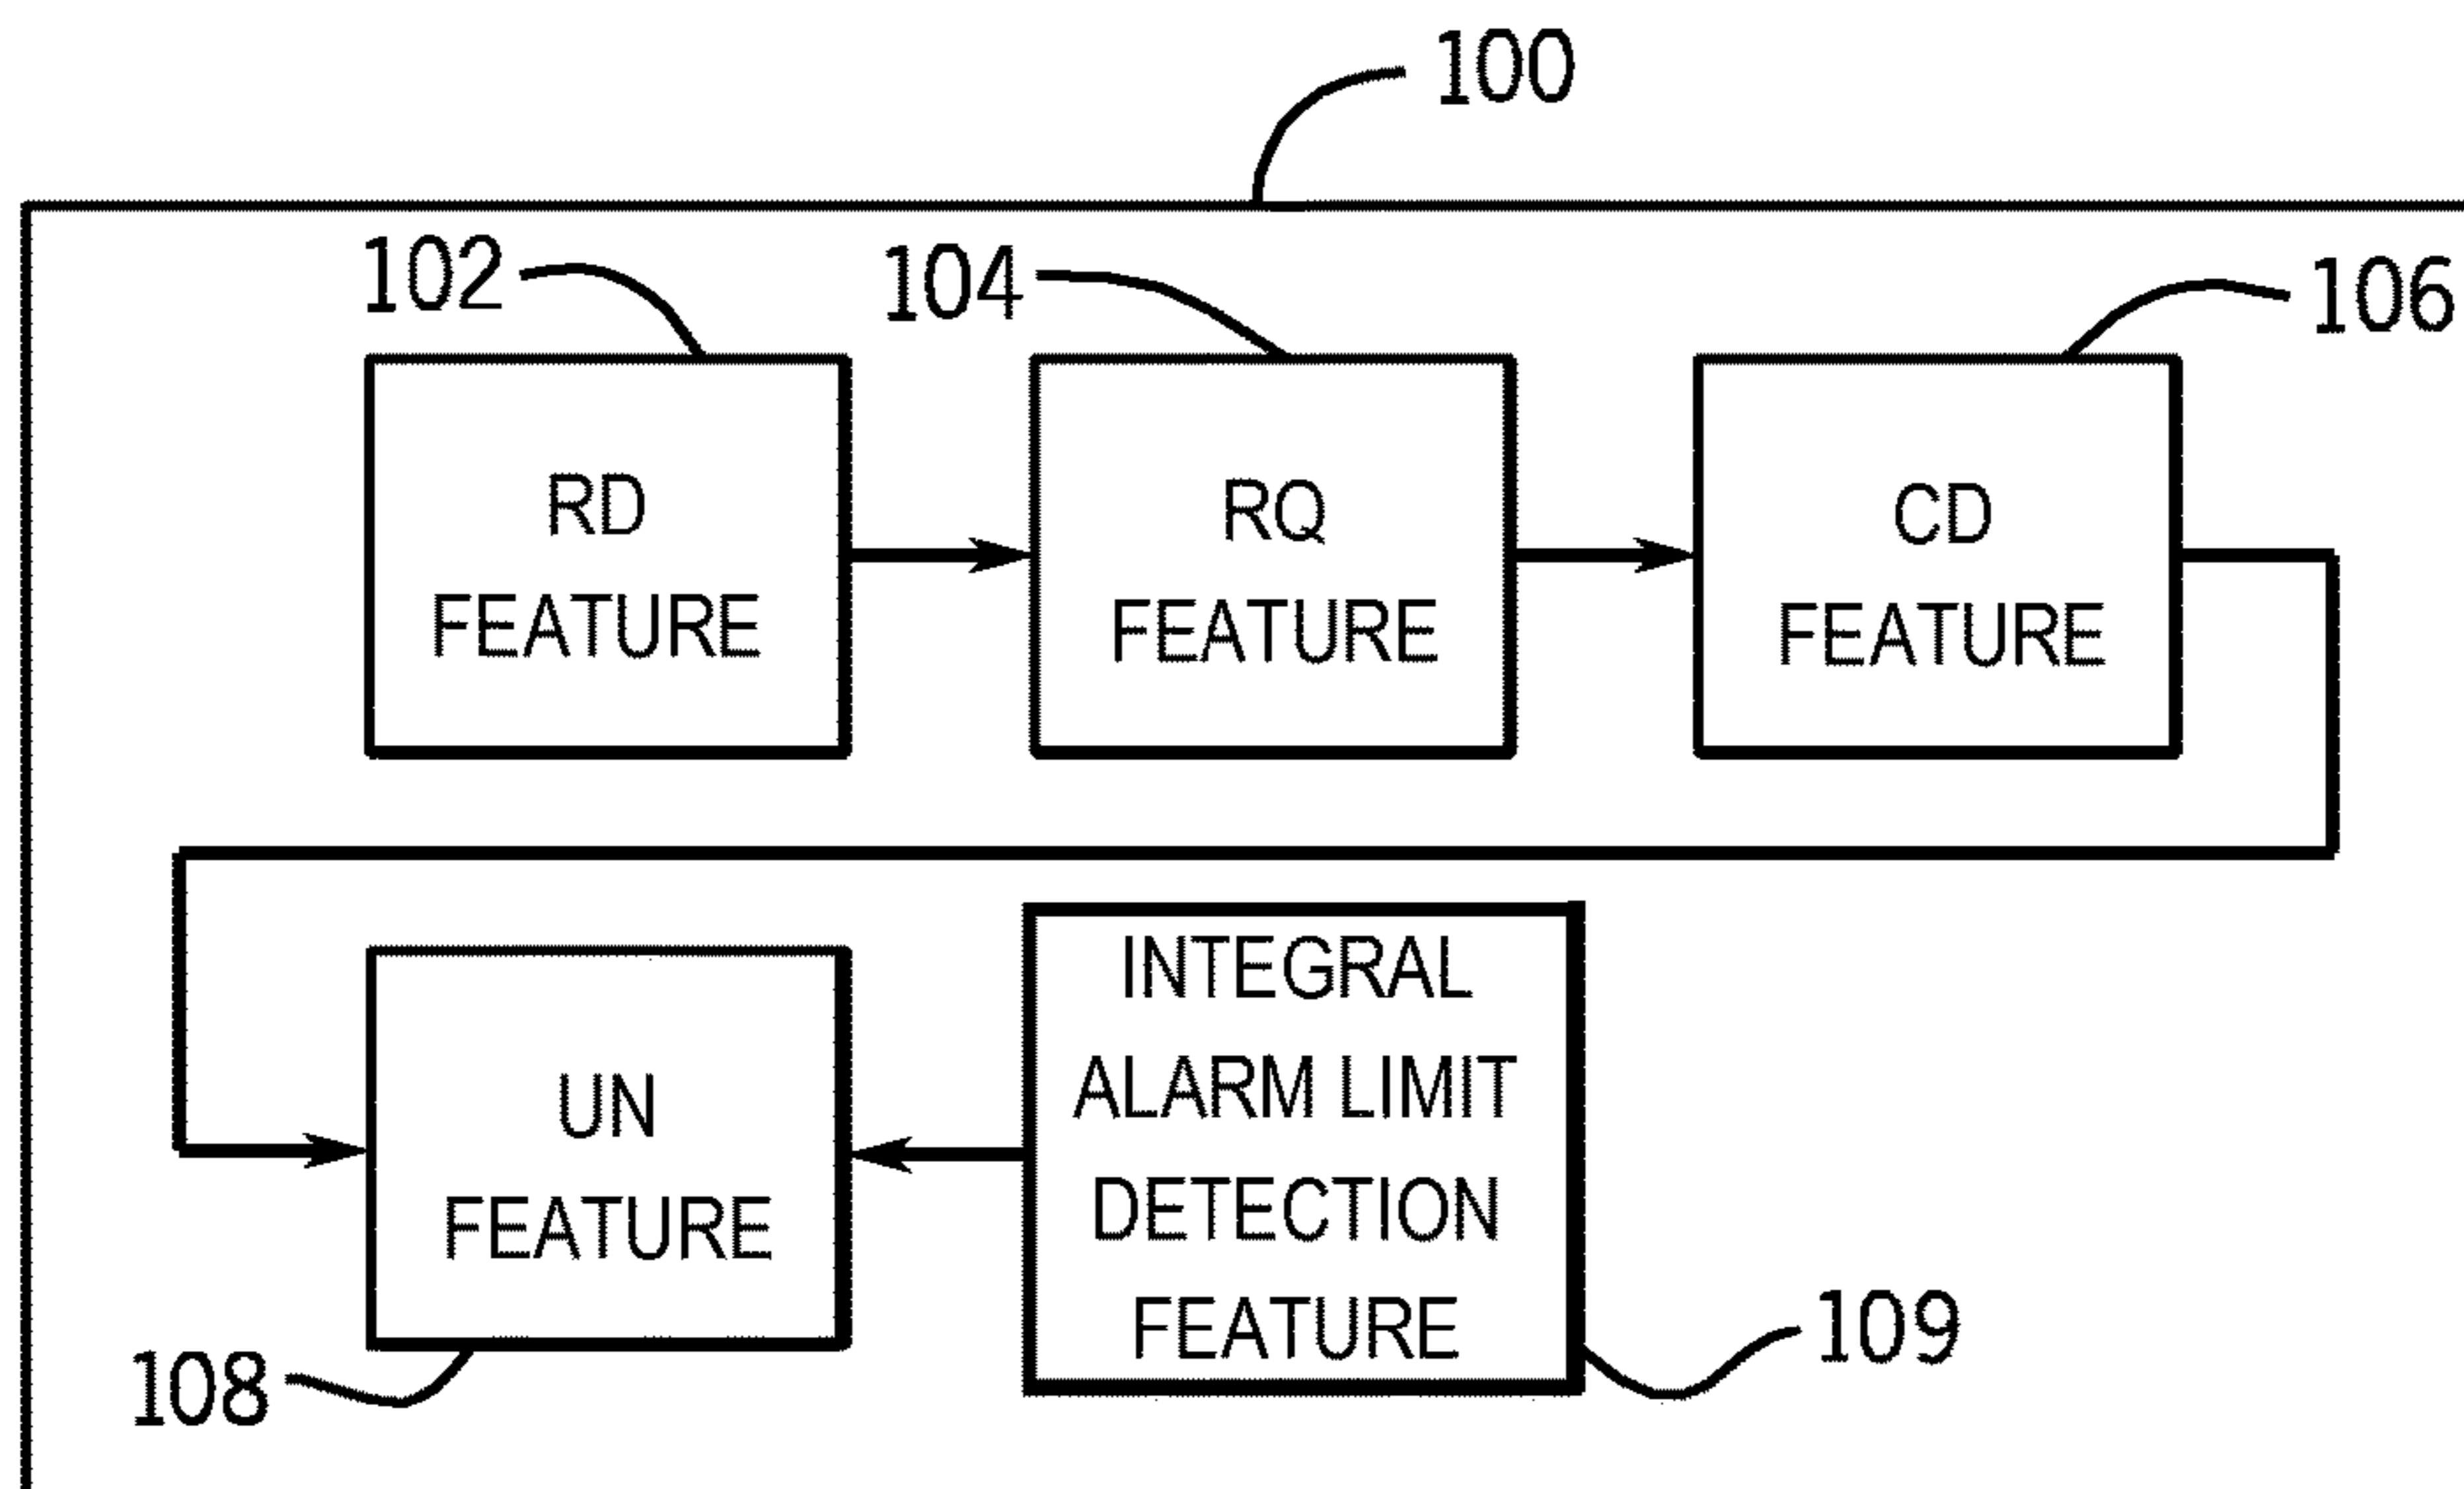 100
102
104
106
RD
FEATURE
RQ
FEATURE
CD
FEATURE
UN
FEATURE
INTEGRAL
ALARM LIMIT
DETECTION
FEATURE
108
109